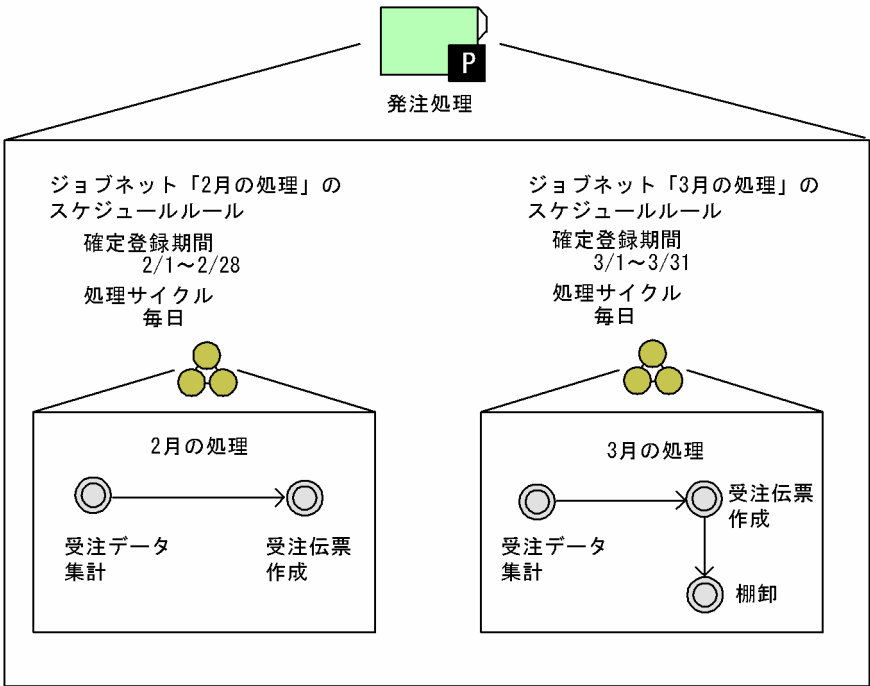 P
発注処理
ジョブネット「2月の処理」の
スケジュールルール
確定登録期間
2/1～2/28
処理サイクル
毎日
2月の処理
受注データ
集計
受注伝票
作成
ジョブネット「3月の処理」の
スケジュールルール
確定登録期間
3/1～3/31
処理サイクル
毎日
3月の処理
受注データ
集計
受注伝票
作成
棚卸